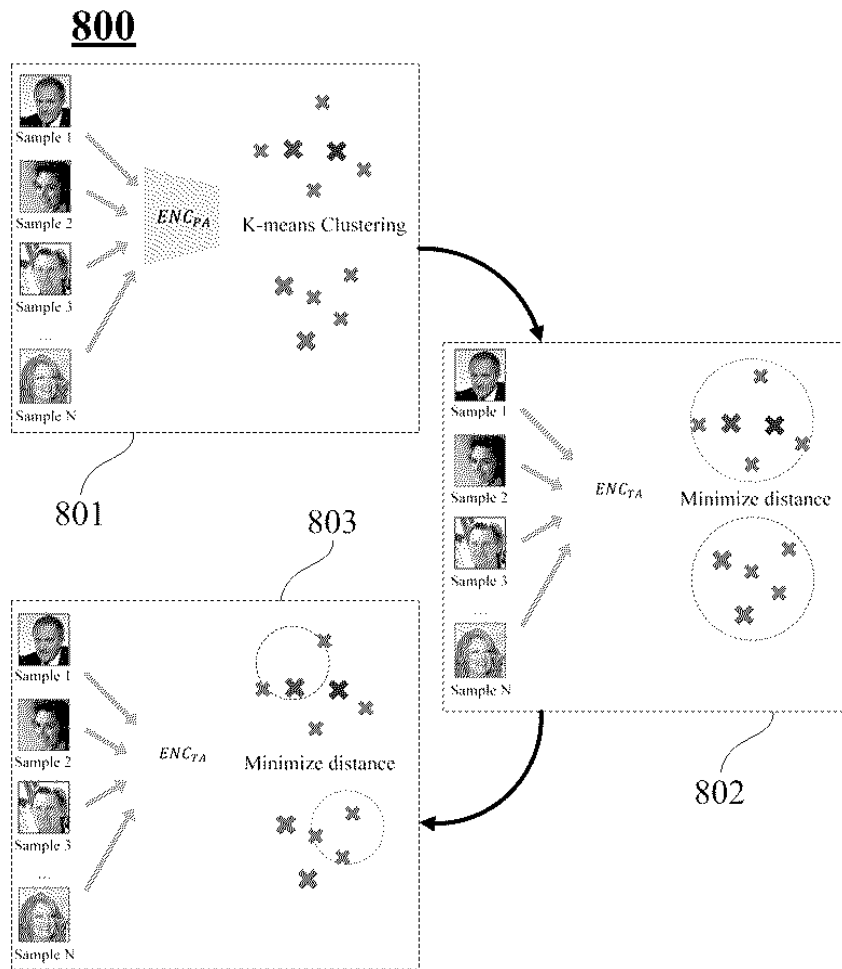 800
Sample 1
Sample 2
Sample 3
...
Sample N
ENC_PA
K-means Clustering
801
Sample 1
Sample 2
Sample 3
...
Sample N
ENC_TA
Minimize distance
802
803
Sample 1
Sample 2
Sample 3
...
Sample N
ENC_TA
Minimize distance